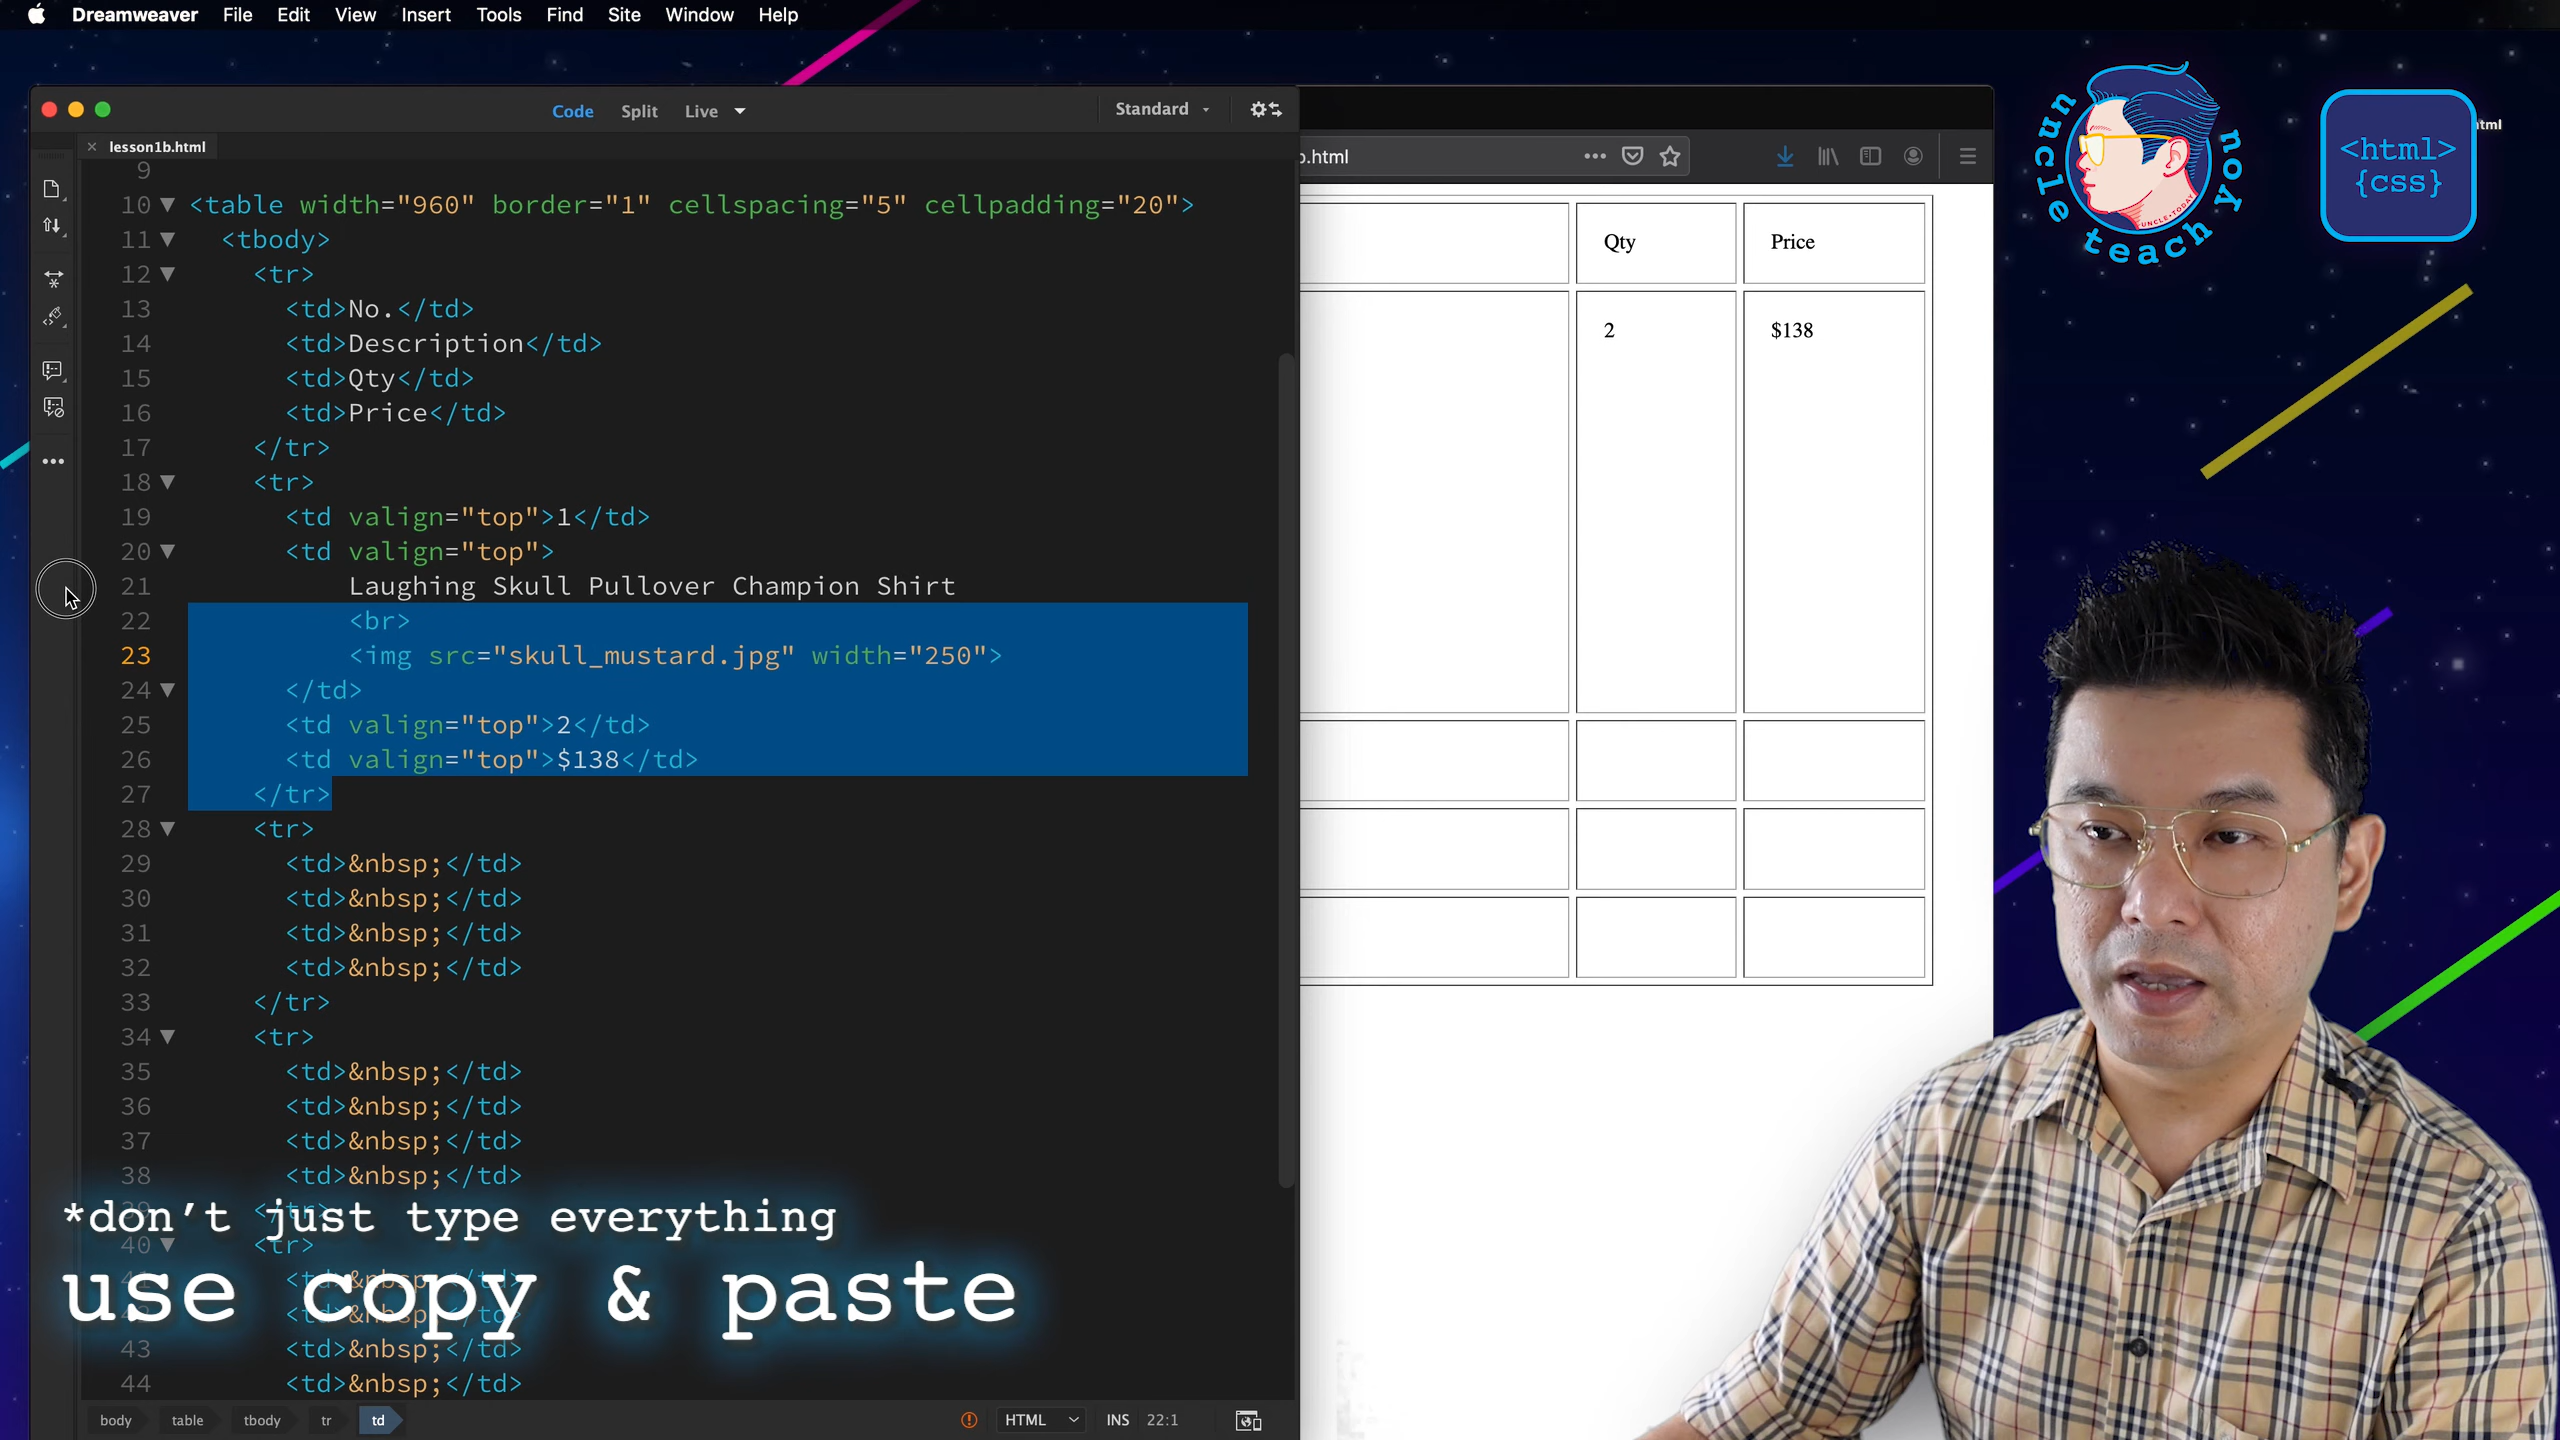 Dreamweaver File Edit View Insert Tools Find Site Window Help
Code Split Live Standard
lesson1b.html
9
10 <table width="960" border="1" cellspacing="5" cellpadding="20">
11 <tbody>
12 <tr>
13 <td>No.</td>
14 <td>Description</td>
15 <td>Qty</td>
16 <td>Price</td>
17 </tr>
18 <tr>
19 <td valign="top">1</td>
20 <td valign="top">
21 Laughing Skull Pullover Champion Shirt
22 <br>
23 <img src="skull_mustard.jpg" width="250">
24 </td>
25 <td valign="top">2</td>
26 <td valign="top">$138</td>
27 </tr>
28 <tr>
29 <td>&nbsp;</td>
30 <td>&nbsp;</td>
31 <td>&nbsp;</td>
32 <td>&nbsp;</td>
33 </tr>
34 <tr>
35 <td>&nbsp;</td>
36 <td>&nbsp;</td>
37 <td>&nbsp;</td>
38 <td>&nbsp;</td>
</tr>
*don't just type everything
40 <tr>
use copy & paste
43 <td>&nbsp;</td>
44 <td>&nbsp;</td>
body table tbody tr td HTML INS 22:1
b.html
Qty Price
2 $138
uncle teach you
UNCLE-TODAY
<html>
{css}
html